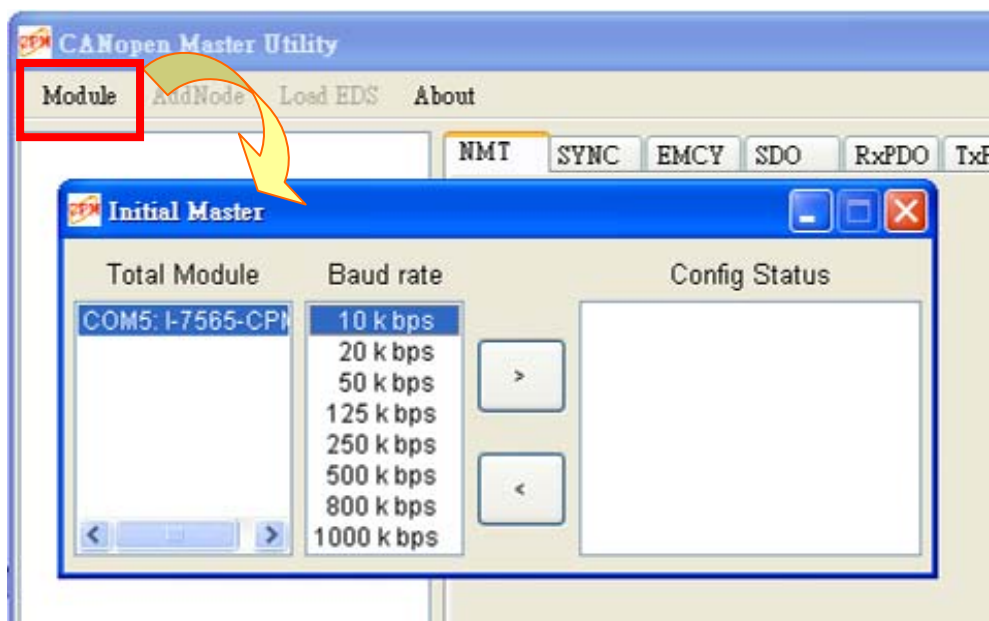 CANopen Master Utility
Module AddNode Load EDS About
NMT SYNC EMCY SDO RxPDO
Initial Master
Total Module Baud rate Config Status
COM5: I-7565-CPM
10 k bps
20 k bps
50 k bps
125 k bps
250 k bps
500 k bps
800 k bps
1000 k bps
>
<